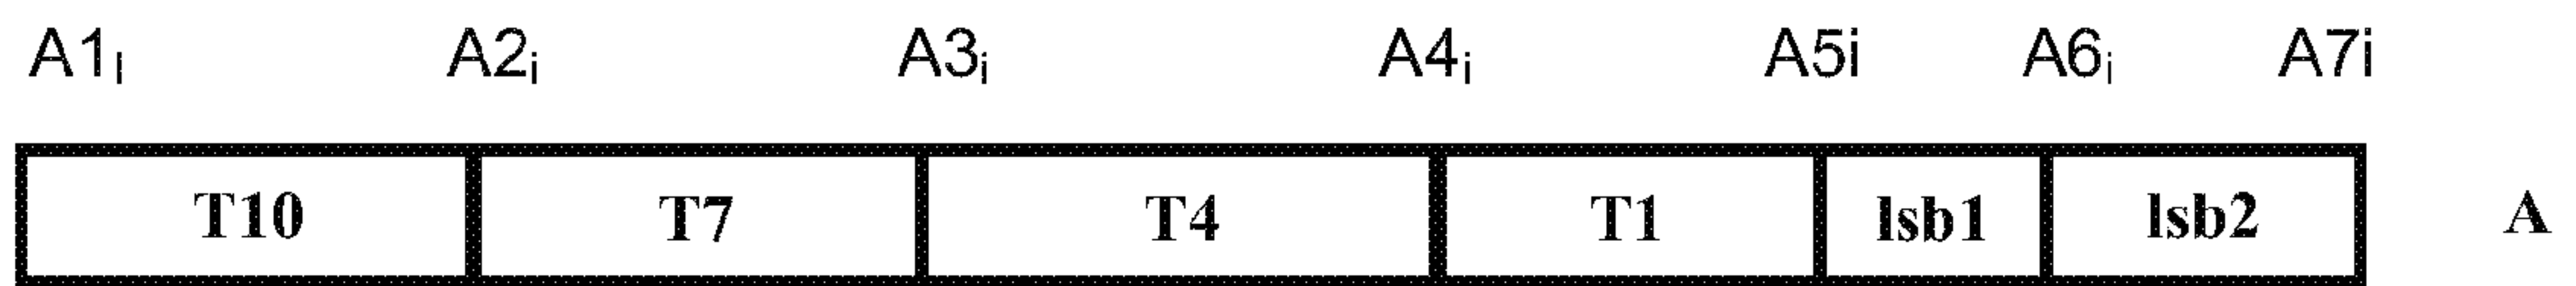 A1ᵢ A2ᵢ A3ᵢ A4ᵢ A5i A6ᵢ A7i
T10 T7 T4 T1 lsb1 lsb2 A